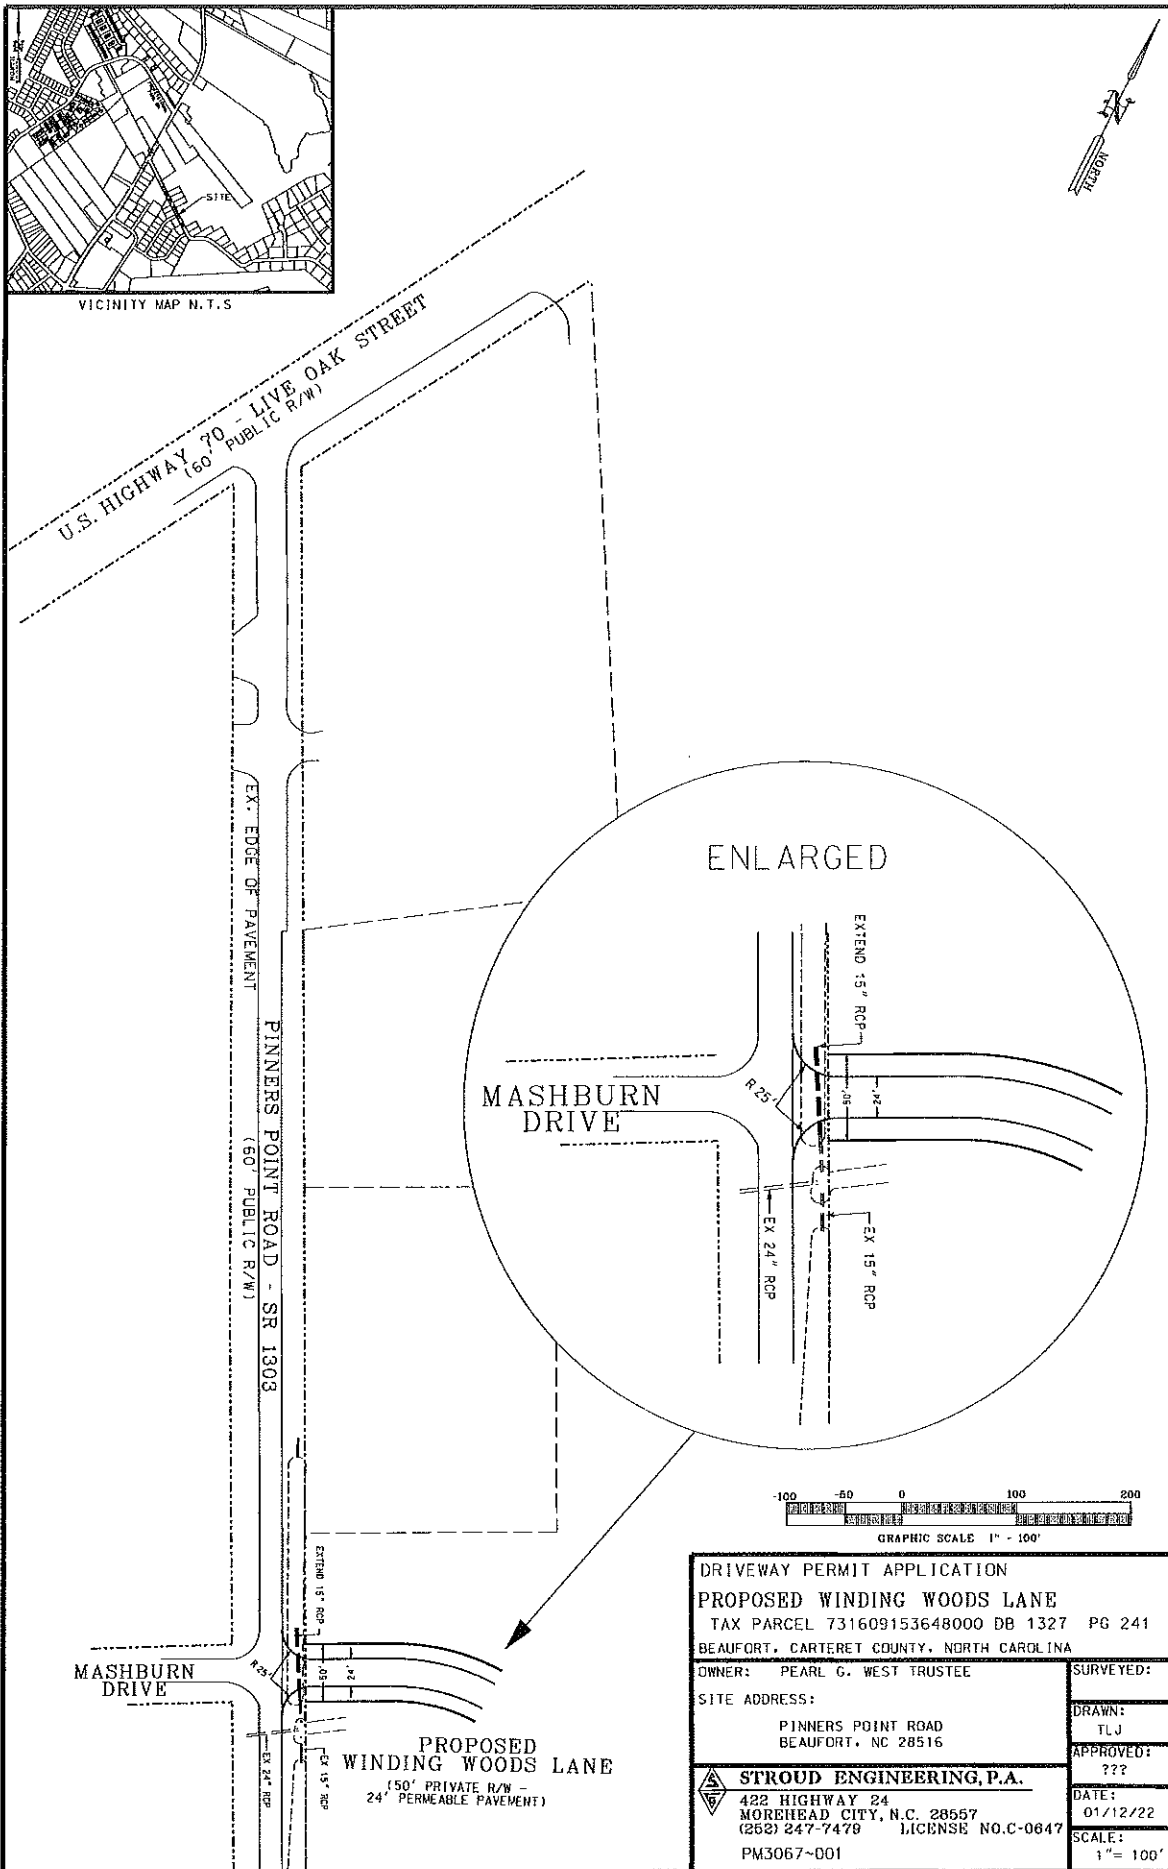 SITE
VICINITY MAP N.T.S
NORTH
U.S. HIGHWAY 70 - LIVE OAK STREET
(60' PUBLIC R/W)
EX. EDGE OF PAVEMENT
PINNERS POINT ROAD - SR 1303
(60' PUBLIC R/W)
ENLARGED
EXTEND 15" RCP
MASHBURN
DRIVE
R 25'
50'
24'
EX 24" RCP
EX 15" RCP
-100 -50 0 100 200
GRAPHIC SCALE 1" - 100'
EXTEND 15" RCP
MASHBURN
DRIVE
R 25'
50'
24'
EX 24" RCP
EX 15" RCP
PROPOSED
WINDING WOODS LANE
(50' PRIVATE R/W -
24' PERMEABLE PAVEMENT)
DRIVEWAY PERMIT APPLICATION
PROPOSED WINDING WOODS LANE
TAX PARCEL 731609153648000 DB 1327 PG 241
BEAUFORT, CARTERET COUNTY, NORTH CAROLINA
OWNER: PEARL G. WEST TRUSTEE
SITE ADDRESS:
PINNERS POINT ROAD
BEAUFORT, NC 28516
SURVEYED:
DRAWN:
TLJ
APPROVED:
???
DATE:
01/12/22
SCALE:
1"= 100'
STROUD ENGINEERING, P.A.
422 HIGHWAY 24
MOREHEAD CITY, N.C. 28557
(252) 247-7479 LICENSE NO.C-0647
PM3067~001